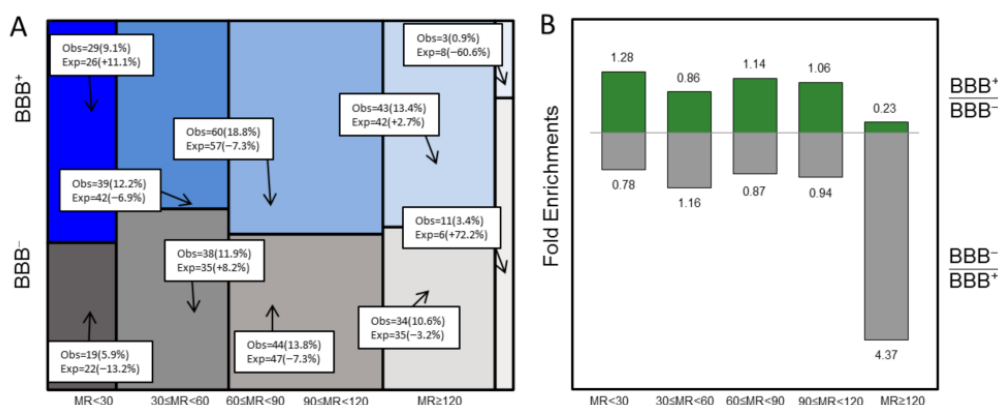 A
BBB⁺
BBB⁻
Obs=29(9.1%)
Exp=26(+11.1%)
Obs=3(0.9%)
Exp=8(−60.6%)
Obs=60(18.8%)
Exp=57(−7.3%)
Obs=43(13.4%)
Exp=42(+2.7%)
Obs=39(12.2%)
Exp=42(−6.9%)
Obs=11(3.4%)
Exp=6(+72.2%)
Obs=38(11.9%)
Exp=35(+8.2%)
Obs=19(5.9%)
Exp=22(−13.2%)
Obs=44(13.8%)
Exp=47(−7.3%)
Obs=34(10.6%)
Exp=35(−3.2%)
MR<30 30≤MR<60 60≤MR<90 90≤MR<120 MR≥120
B
Fold Enrichments
1.28 0.86 1.14 1.06 0.23
0.78 1.16 0.87 0.94 4.37
BBB⁺
BBB⁻
BBB⁻
BBB⁺
MR<30 30≤MR<60 60≤MR<90 90≤MR<120 MR≥120